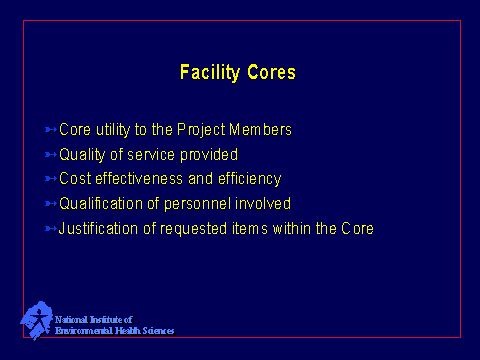 Facility Cores
Core utility to the Project Members
Quality of service provided
Cost effectiveness and efficiency
Qualification of personnel involved
Justification of requested items within the Core
National Institute of
Environmental Health Sciences